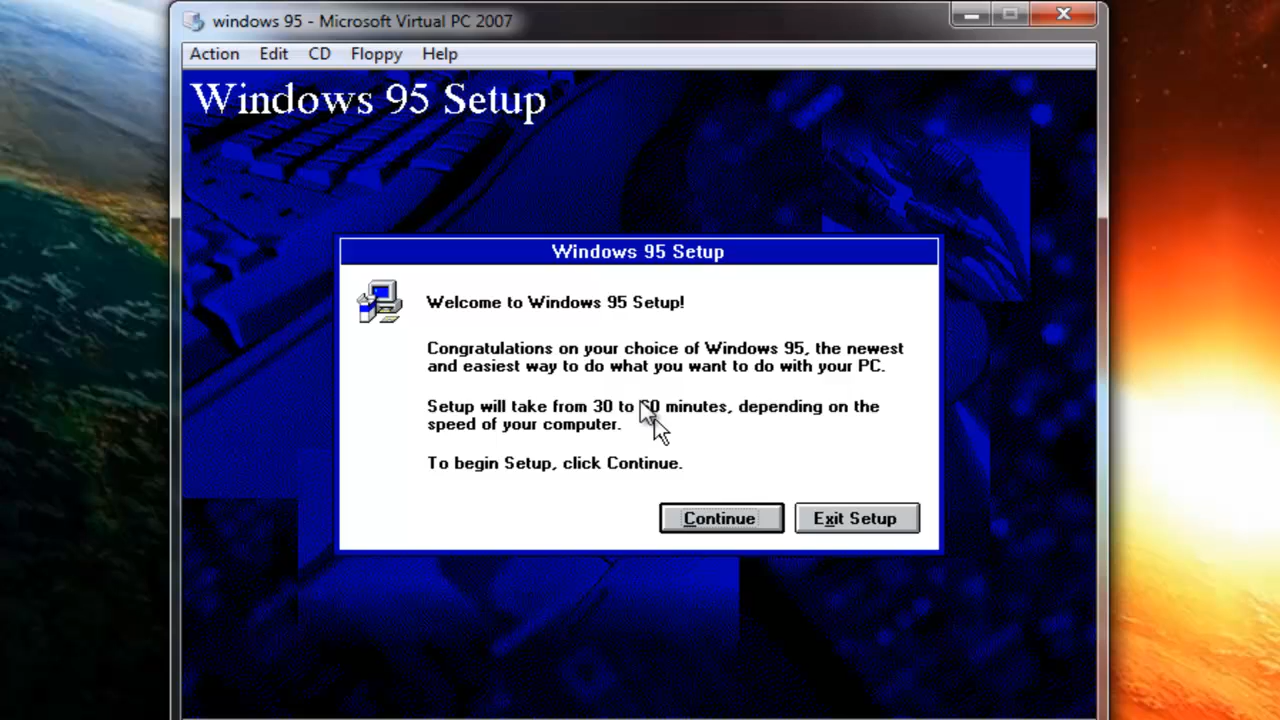 windows 95 - Microsoft Virtual PC 2007
Action Edit CD Floppy Help
Windows 95 Setup
Windows 95 Setup
Welcome to Windows 95 Setup!
Congratulations on your choice of Windows 95, the newest
and easiest way to do what you want to do with your PC.
Setup will take from 30 to minutes, depending on the
speed of your computer.
To begin Setup, click Continue.
Continue Exit Setup